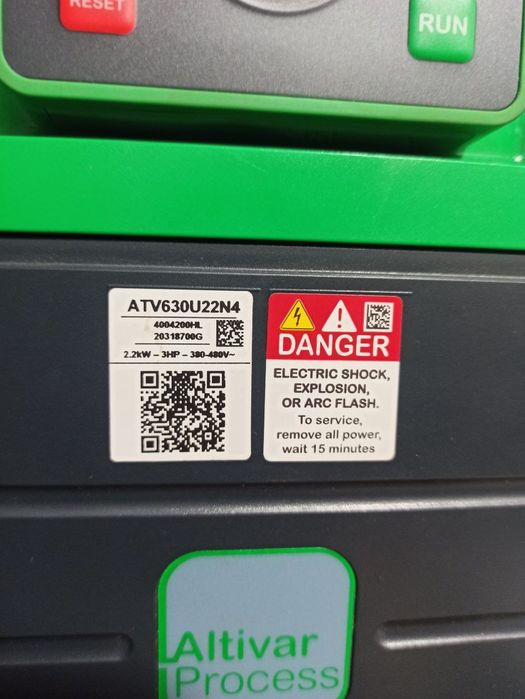 RESET
RUN
ATV630U22N4
4004200HL
20318700G
2.2kW – 3HP – 380-480V~
DANGER
ELECTRIC SHOCK,
EXPLOSION,
OR ARC FLASH.
To service,
remove all power,
wait 15 minutes
Altivar
Process